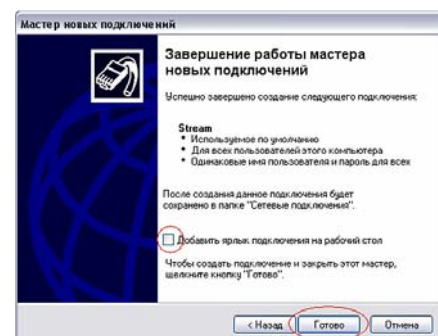 Мастер новых подключений
Завершение работы мастера
новых подключений
Успешно завершено создание следующего подключения:
Stream
• Используемое по умолчанию
• Для всех пользователей этого компьютера
• Одинаковые имя пользователя и пароль для всех
После создания данное подключение будет
сохранено в папке "Сетевые подключения".
Добавить ярлык подключения на рабочий стол
Чтобы создать подключение и закрыть этот мастер,
щелкните кнопку "Готово".
< Назад Готово Отмена